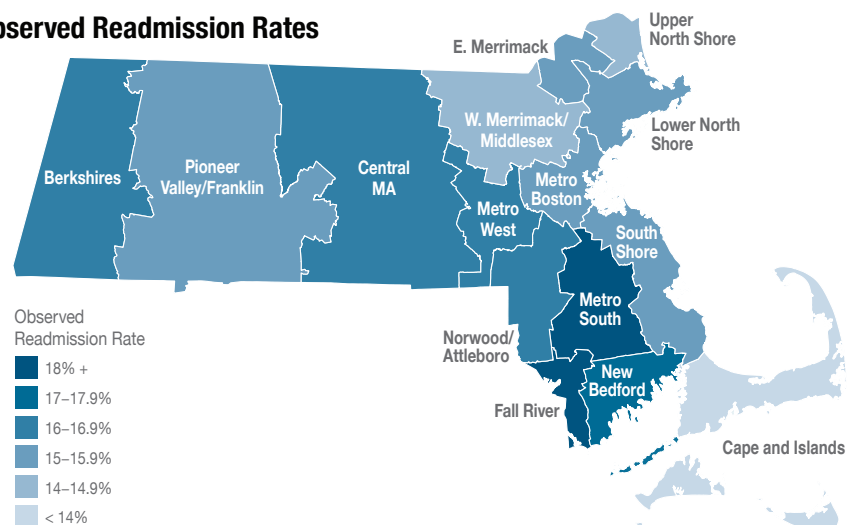 bserved Readmission Rates
Upper
North Shore
E. Merrimack
W. Merrimack/
Middlesex
Lower North
Shore
Berkshires
Pioneer
Valley/Franklin
Central
MA
Metro
Boston
Metro
West
South
Shore
Metro
South
Norwood/
Attleboro
New
Bedford
Fall River
Cape and Islands
Observed
Readmission Rate
18% +
17–17.9%
16–16.9%
15–15.9%
14–14.9%
< 14%